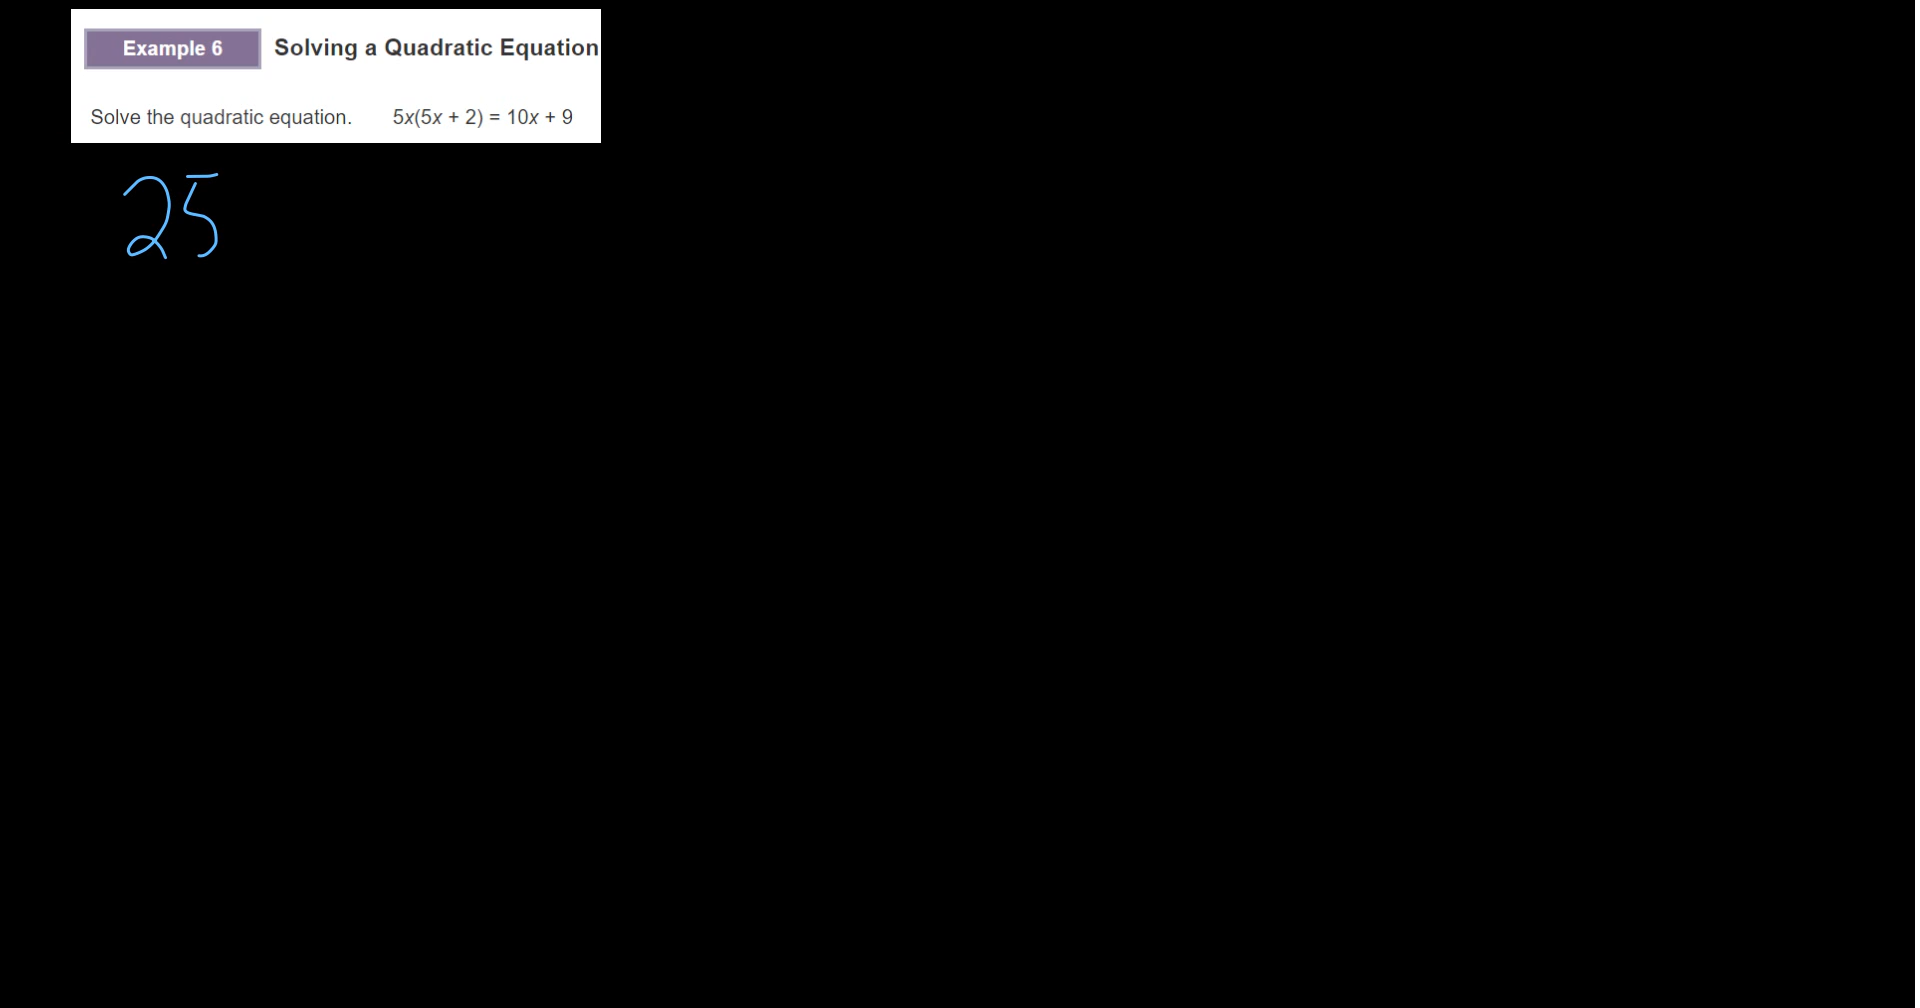 Example 6 Solving a Quadratic Equation
Solve the quadratic equation. 5x(5x + 2) = 10x + 9
25